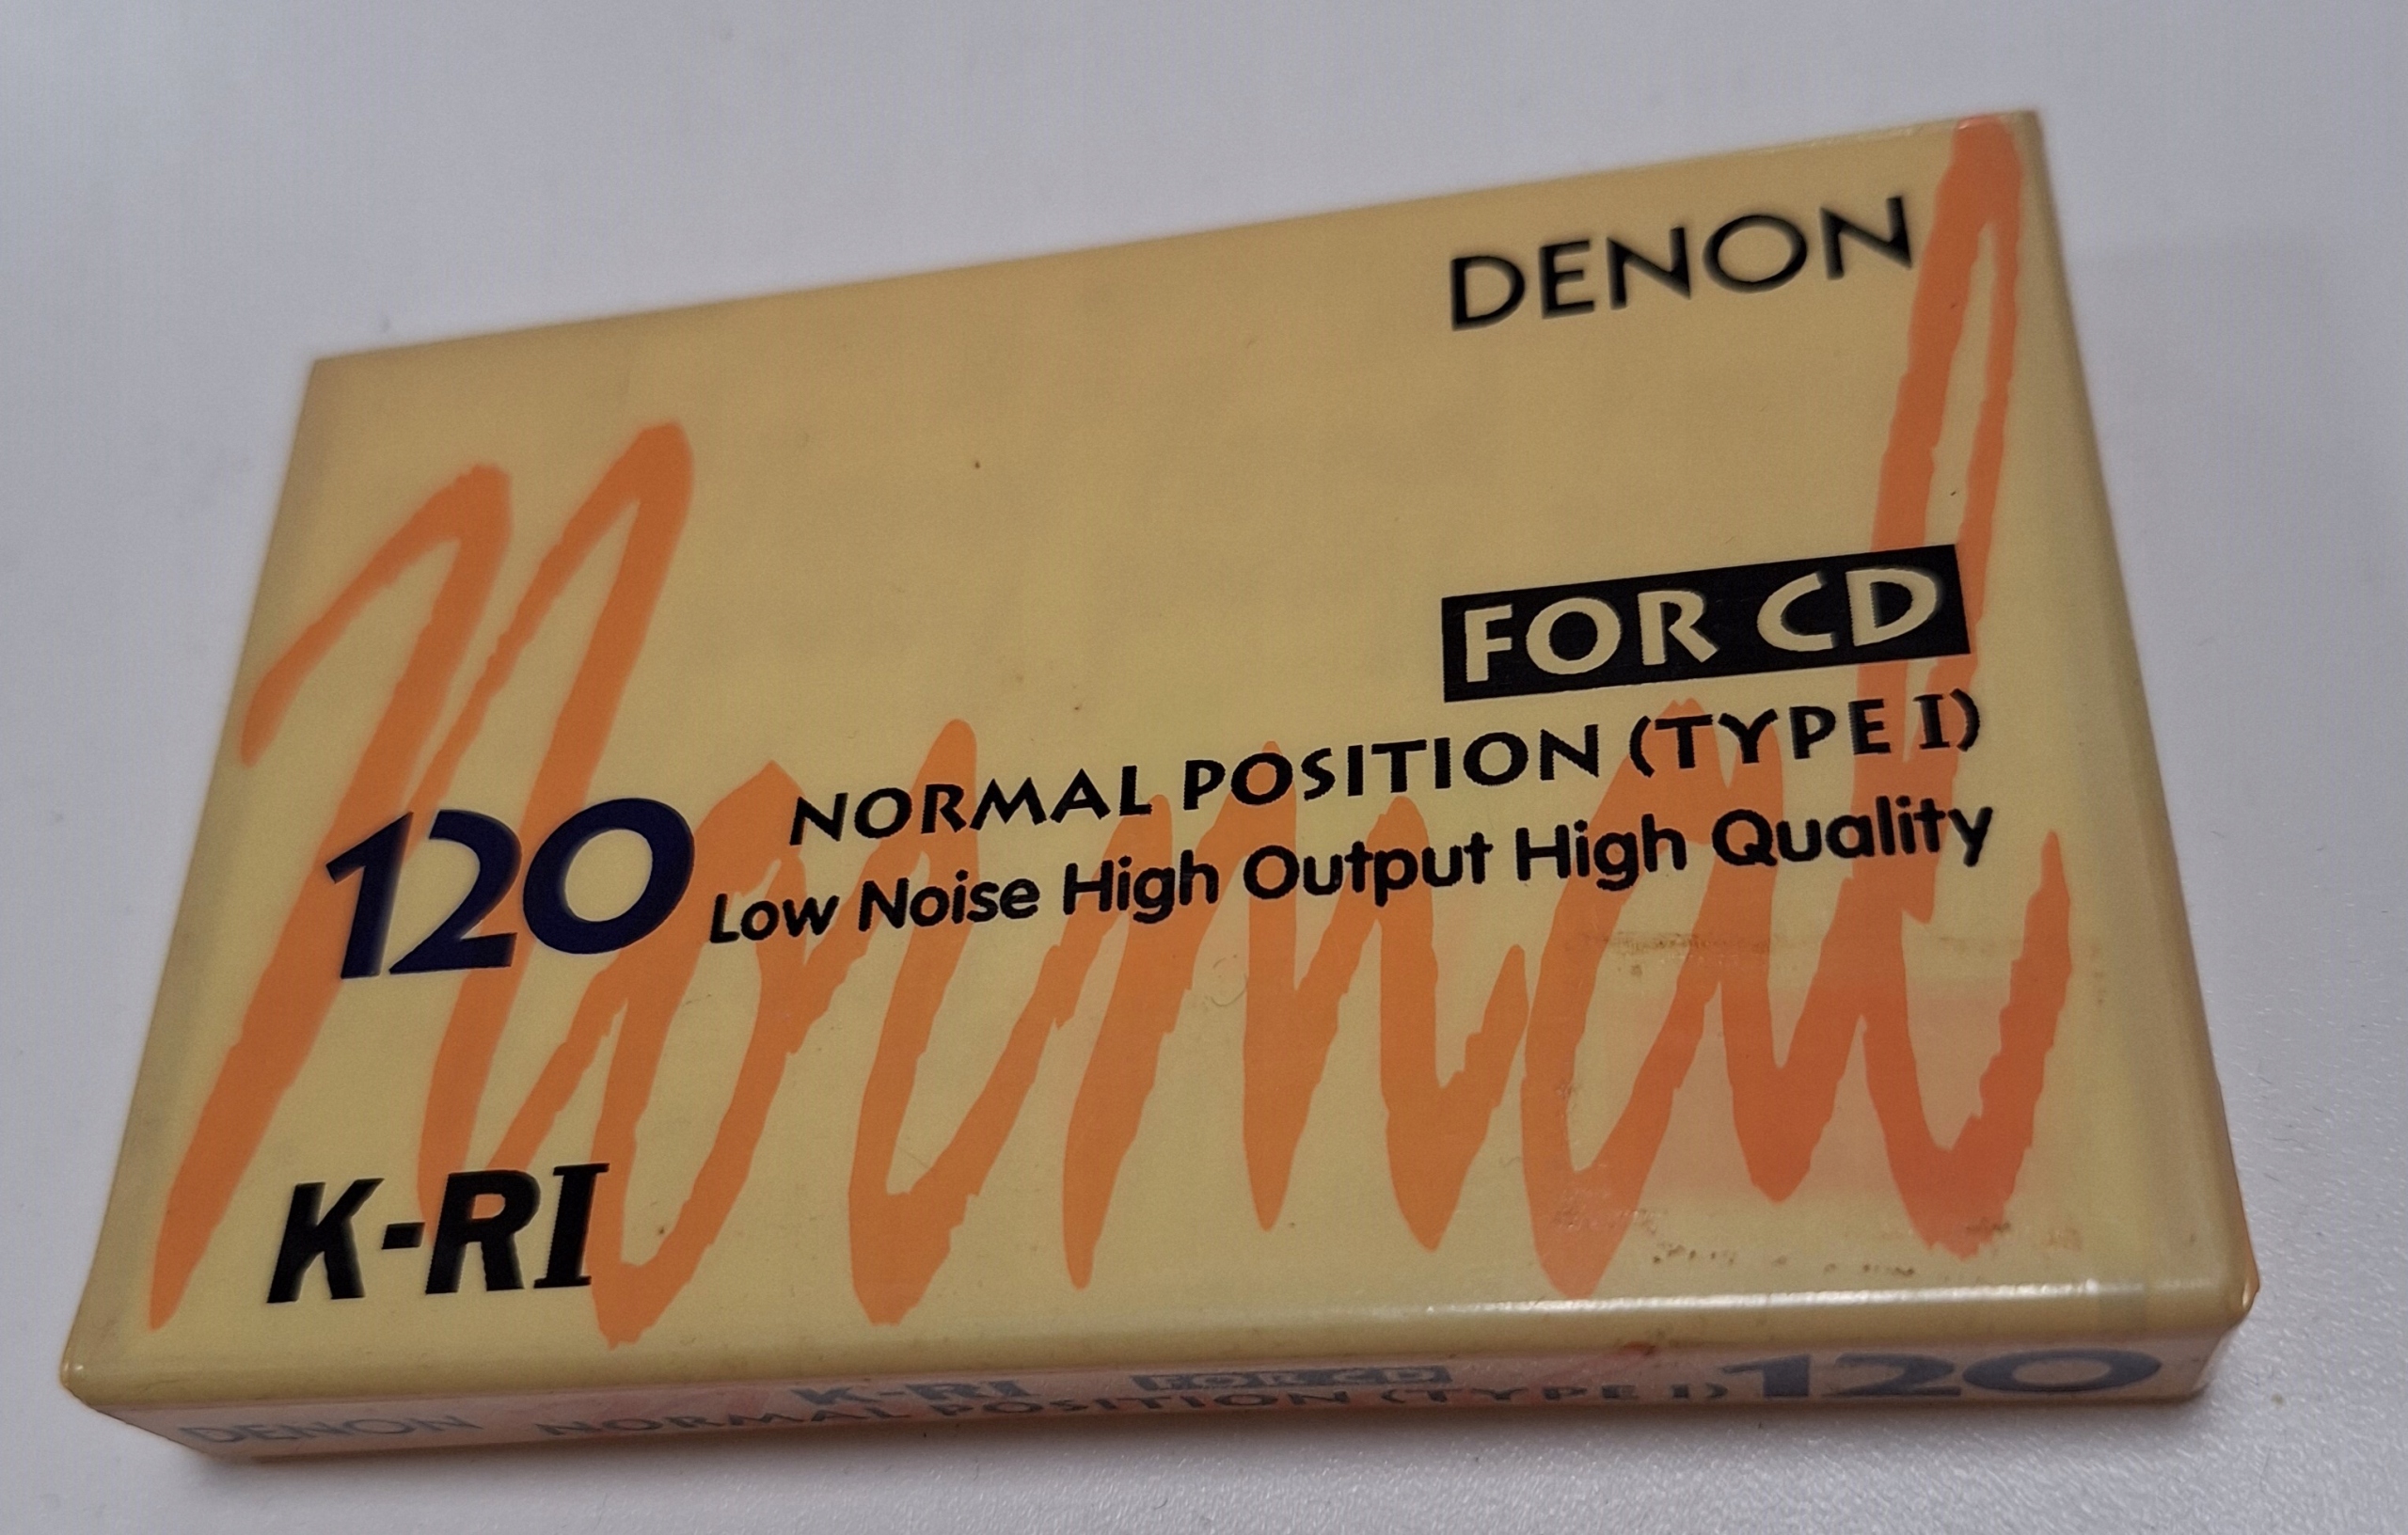 DENON
FOR CD
NORMAL POSITION (TYPE I)
120
Low Noise High Output High Quality
Normal
K-RI
DENON
K-RI FOR CD
NORMAL POSITION (TYPE I)
120